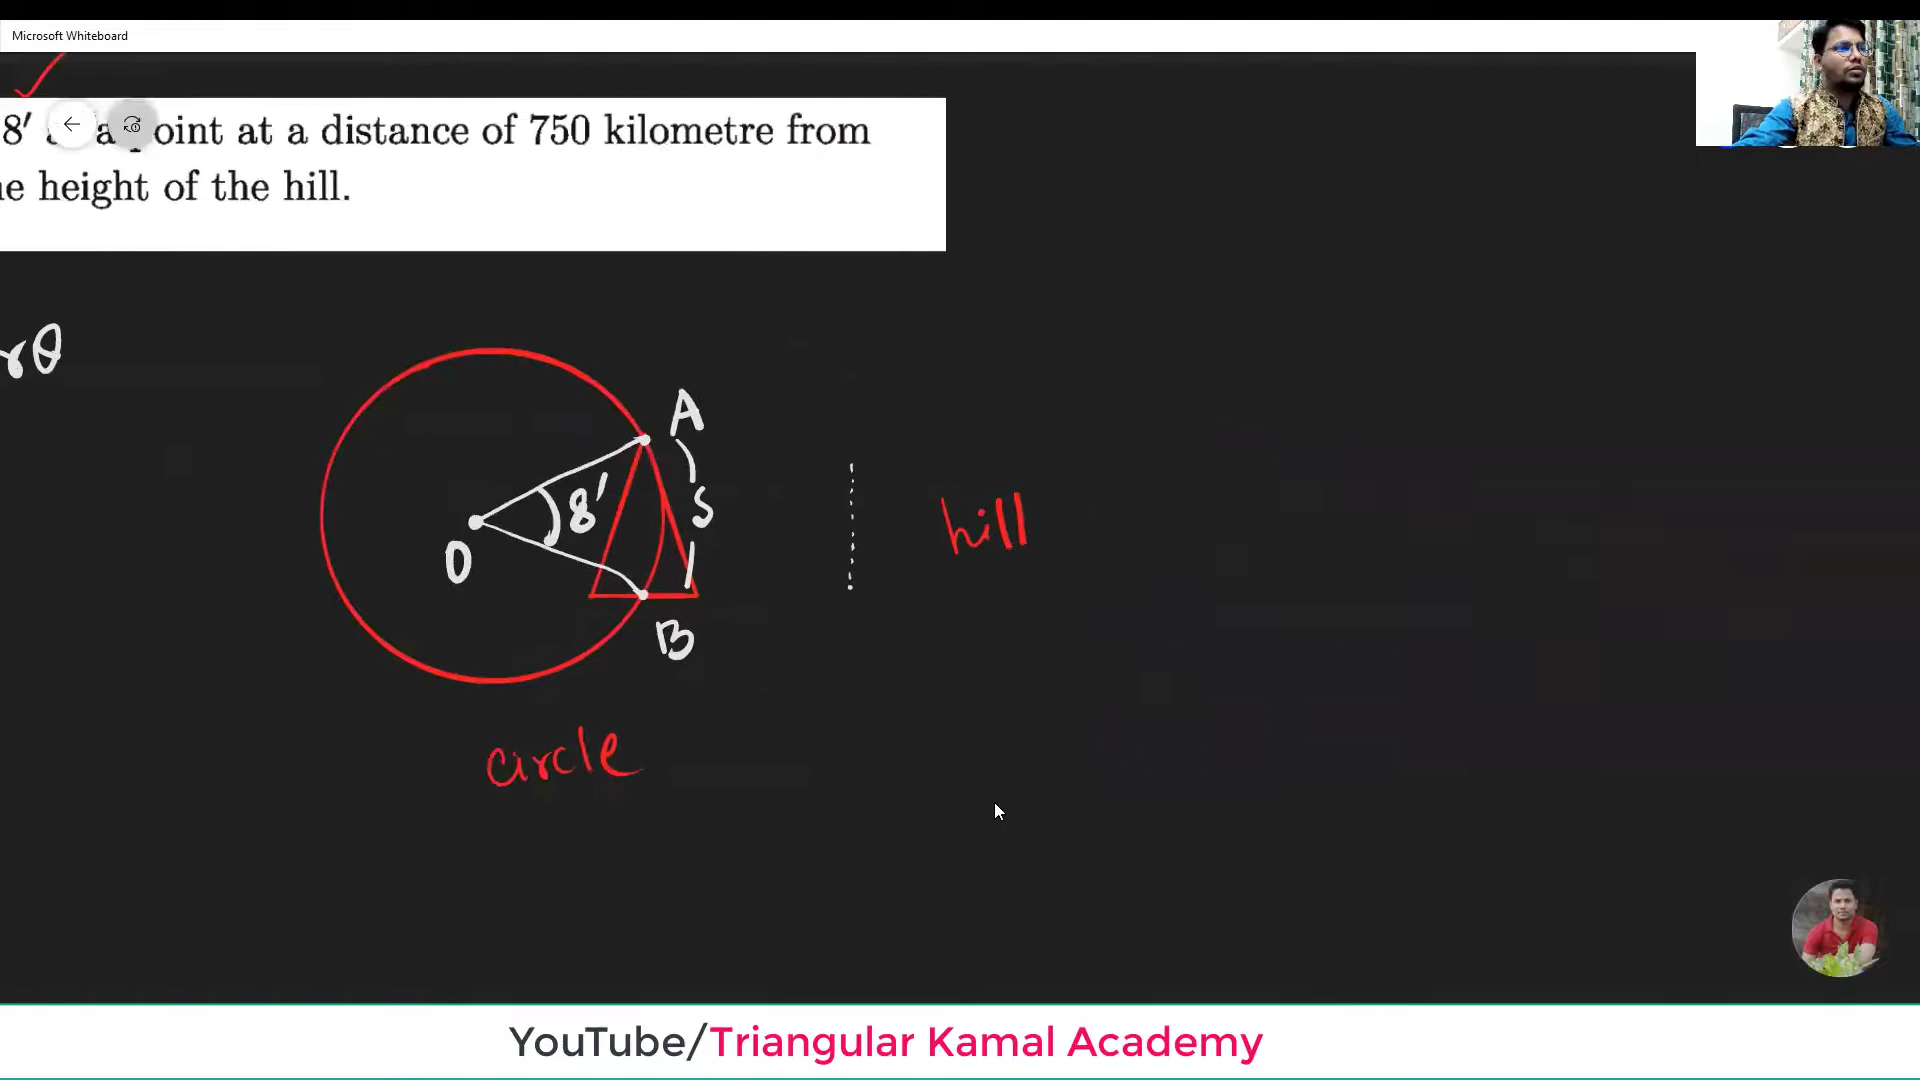 Microsoft Whiteboard
8′ a point at a distance of 750 kilometre from
e height of the hill.
rθ
A
8′
S
hill
O
B
circle
YouTube/Triangular Kamal Academy